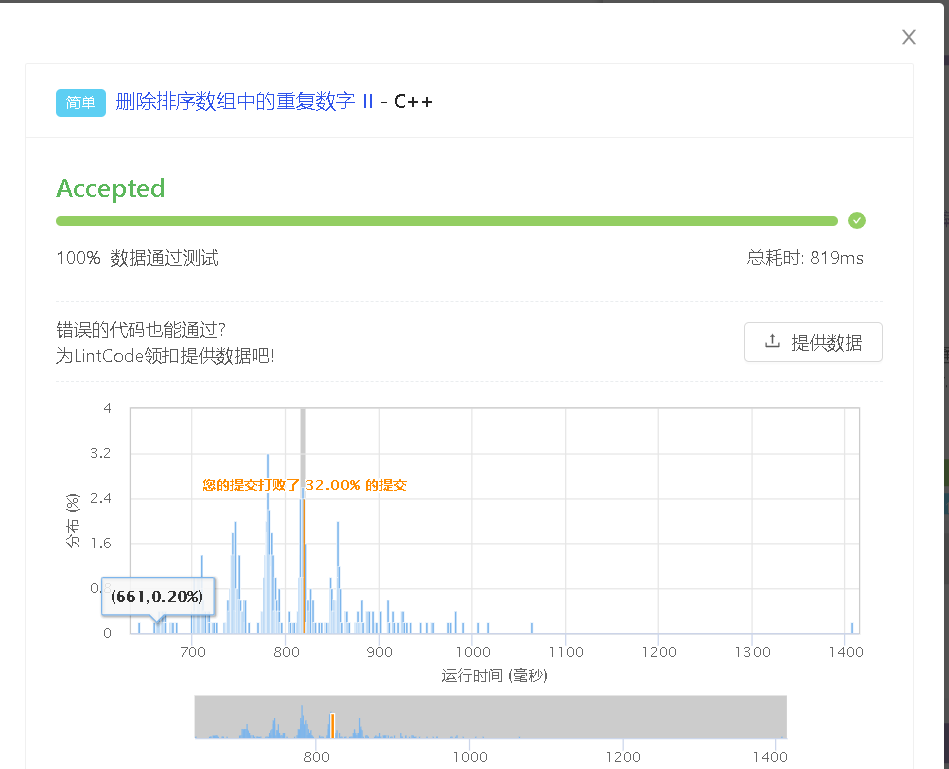 简单 删除排序数组中的重复数字 II - C++
Accepted
100% 数据通过测试 总耗时: 819ms
错误的代码也能通过?
为LintCode领扣提供数据吧!
提供数据
4
3.2
您的提交打败了 32.00% 的提交
2.4
分布 (%)
1.6
0.8
(661,0.20%)
0
700 800 900 1000 1100 1200 1300 1400
运行时间 (毫秒)
800 1000 1200 1400